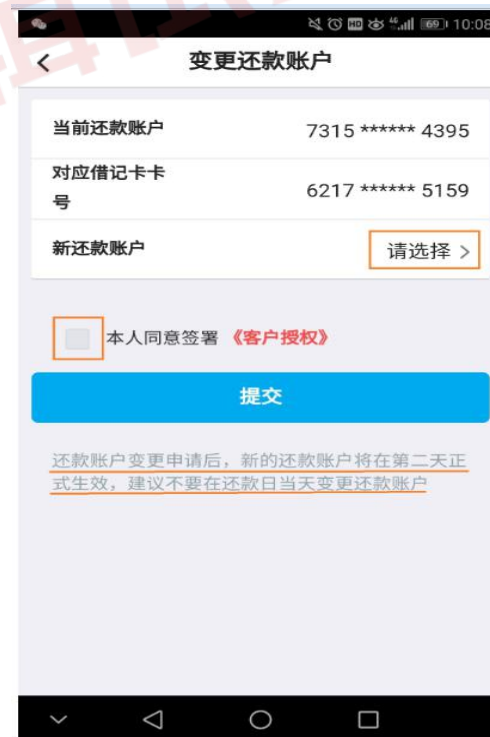 10:08
变更还款账户
当前还款账户 7315 ****** 4395
对应借记卡卡
号 6217 ****** 5159
新还款账户 请选择 >
本人同意签署 《客户授权》
提交
还款账户变更申请后，新的还款账户将在第二天正
式生效，建议不要在还款日当天变更还款账户